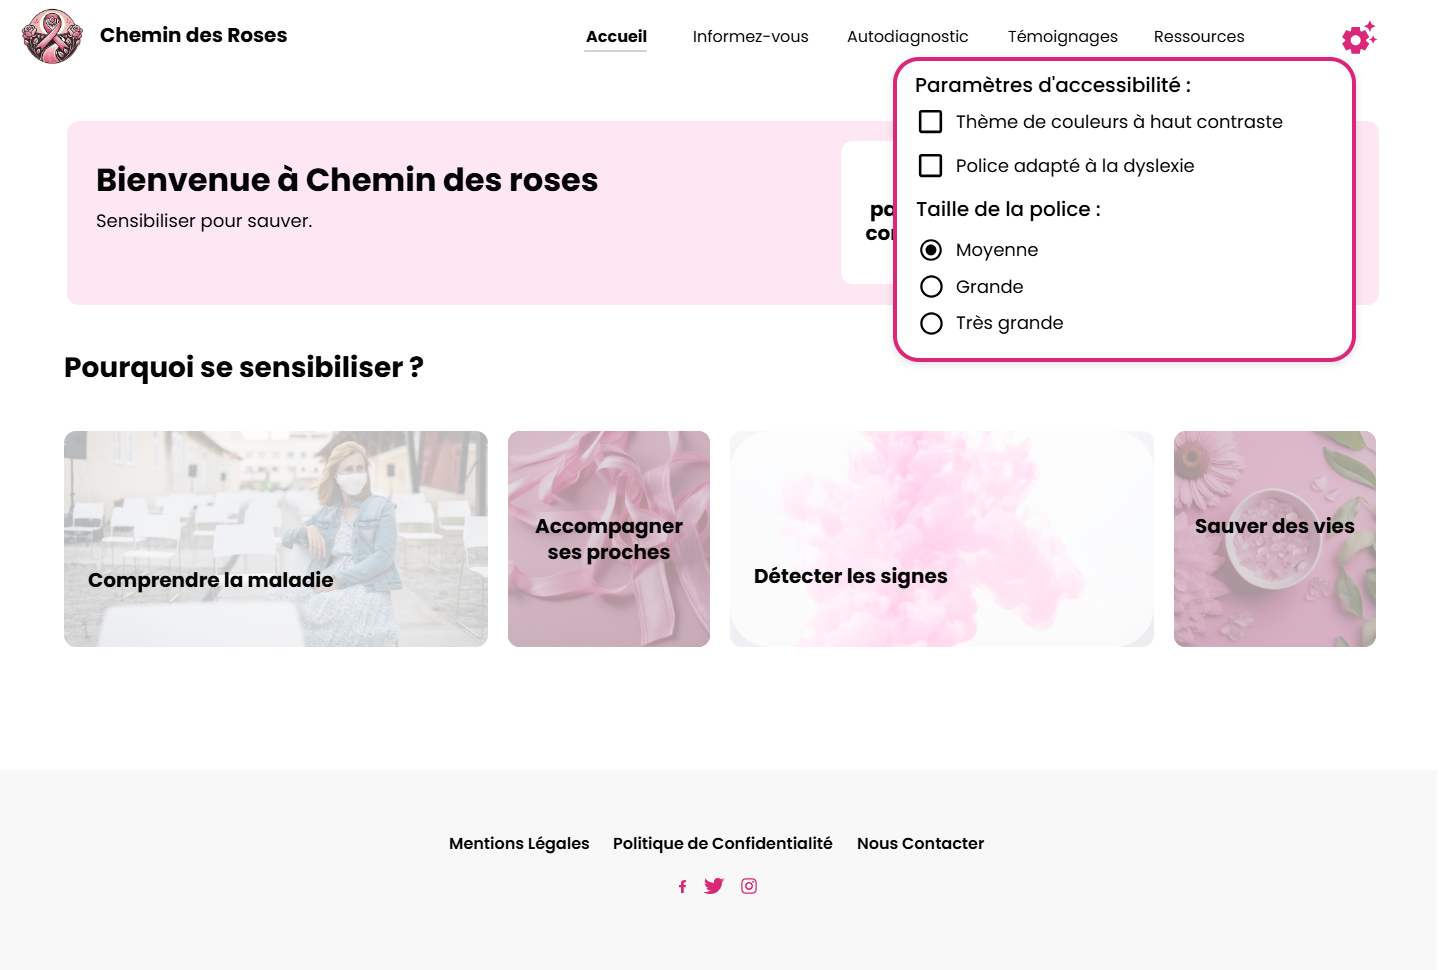 Chemin des Roses
Accueil
Informez-vous
Autodiagnostic
Témoignages
Ressources
Paramètres d'accessibilité :
Thème de couleurs à haut contraste
Police adapté à la dyslexie
Taille de la police :
Moyenne
Grande
Très grande
Bienvenue à Chemin des roses
Sensibiliser pour sauver.
Pourquoi se sensibiliser ?
Comprendre la maladie
Accompagner
ses proches
Détecter les signes
Sauver des vies
Mentions Légales
Politique de Confidentialité
Nous Contacter